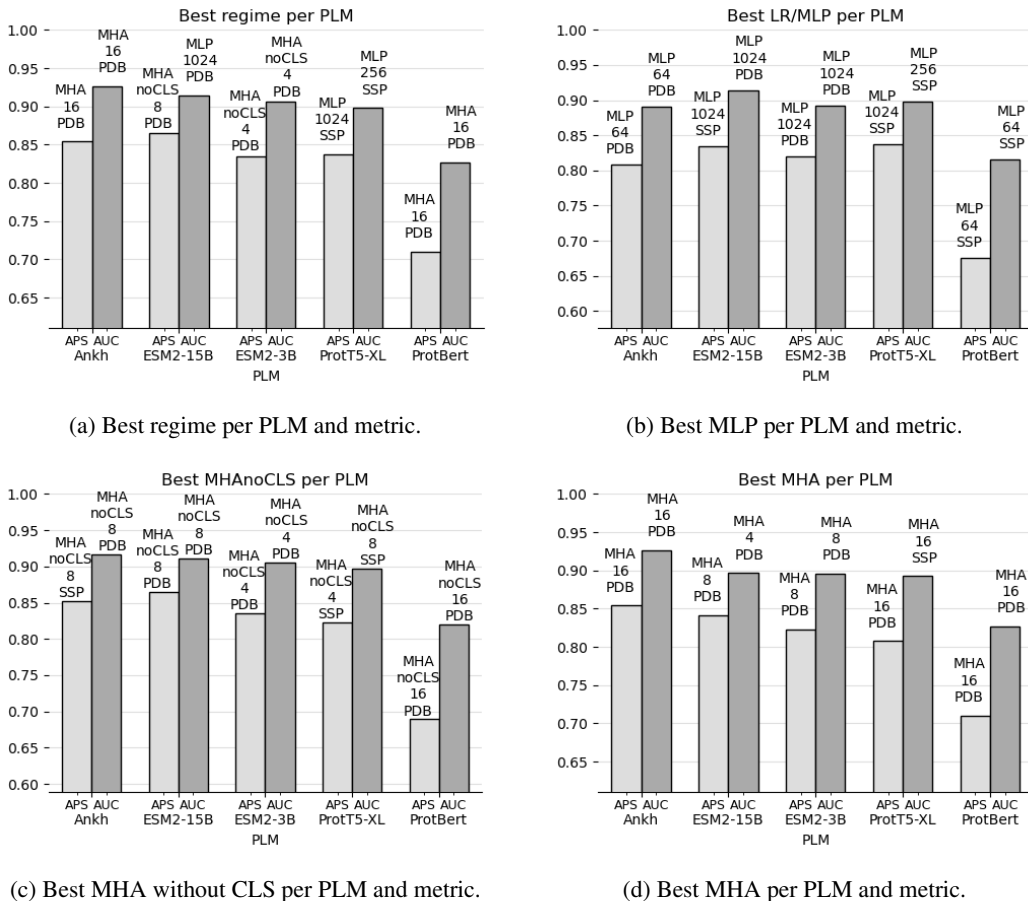 Best regime per PLM
1.00
0.95
0.90
0.85
0.80
0.75
0.70
0.65
MHA
16
PDB
MHA
16
PDB
MHA
noCLS
8
PDB
MLP
1024
PDB
MHA
noCLS
4
PDB
MHA
noCLS
4
PDB
MLP
1024
SSP
MLP
256
SSP
MHA
16
PDB
MHA
16
PDB
APS AUC APS AUC APS AUC APS AUC APS AUC
Ankh ESM2-15B ESM2-3B ProtT5-XL ProtBert
PLM
(a) Best regime per PLM and metric.
Best LR/MLP per PLM
1.00
0.95
0.90
0.85
0.80
0.75
0.70
0.65
0.60
MLP
64
PDB
MLP
64
PDB
MLP
1024
SSP
MLP
1024
PDB
MLP
1024
PDB
MLP
1024
PDB
MLP
1024
SSP
MLP
256
SSP
MLP
64
SSP
MLP
64
SSP
APS AUC APS AUC APS AUC APS AUC APS AUC
Ankh ESM2-15B ESM2-3B ProtT5-XL ProtBert
PLM
(b) Best MLP per PLM and metric.
Best MHAnoCLS per PLM
1.00
0.95
0.90
0.85
0.80
0.75
0.70
0.65
0.60
MHA
noCLS
8
SSP
MHA
noCLS
8
PDB
MHA
noCLS
8
PDB
MHA
noCLS
8
PDB
MHA
noCLS
4
PDB
MHA
noCLS
4
PDB
MHA
noCLS
4
SSP
MHA
noCLS
8
SSP
MHA
noCLS
16
PDB
MHA
noCLS
16
PDB
APS AUC APS AUC APS AUC APS AUC APS AUC
Ankh ESM2-15B ESM2-3B ProtT5-XL ProtBert
PLM
(c) Best MHA without CLS per PLM and metric.
Best MHA per PLM
1.00
0.95
0.90
0.85
0.80
0.75
0.70
0.65
MHA
16
PDB
MHA
16
PDB
MHA
8
PDB
MHA
4
PDB
MHA
8
PDB
MHA
8
PDB
MHA
16
PDB
MHA
16
SSP
MHA
16
PDB
MHA
16
PDB
APS AUC APS AUC APS AUC APS AUC APS AUC
Ankh ESM2-15B ESM2-3B ProtT5-XL ProtBert
PLM
(d) Best MHA per PLM and metric.